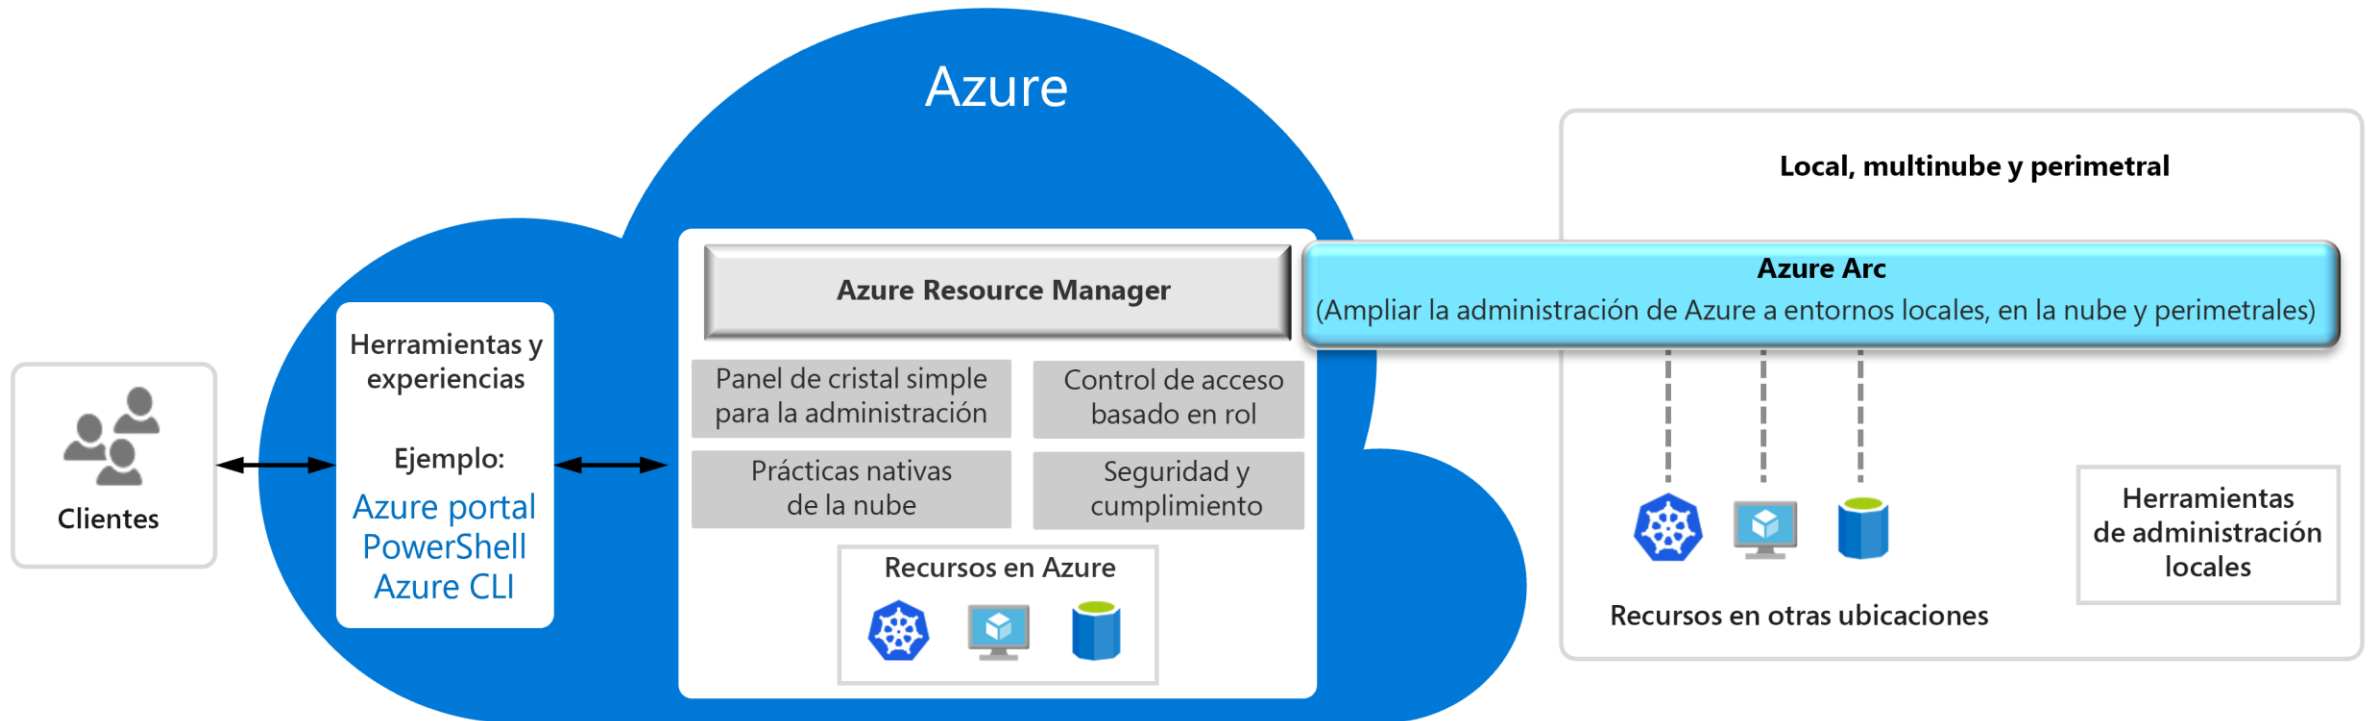 Azure
Clientes
Herramientas y
experiencias
Ejemplo:
Azure portal
PowerShell
Azure CLI
Azure Resource Manager
Panel de cristal simple
para la administración
Control de acceso
basado en rol
Prácticas nativas
de la nube
Seguridad y
cumplimiento
Recursos en Azure
Local, multinube y perimetral
Azure Arc
(Ampliar la administración de Azure a entornos locales, en la nube y perimetrales)
Recursos en otras ubicaciones
Herramientas
de administración
locales